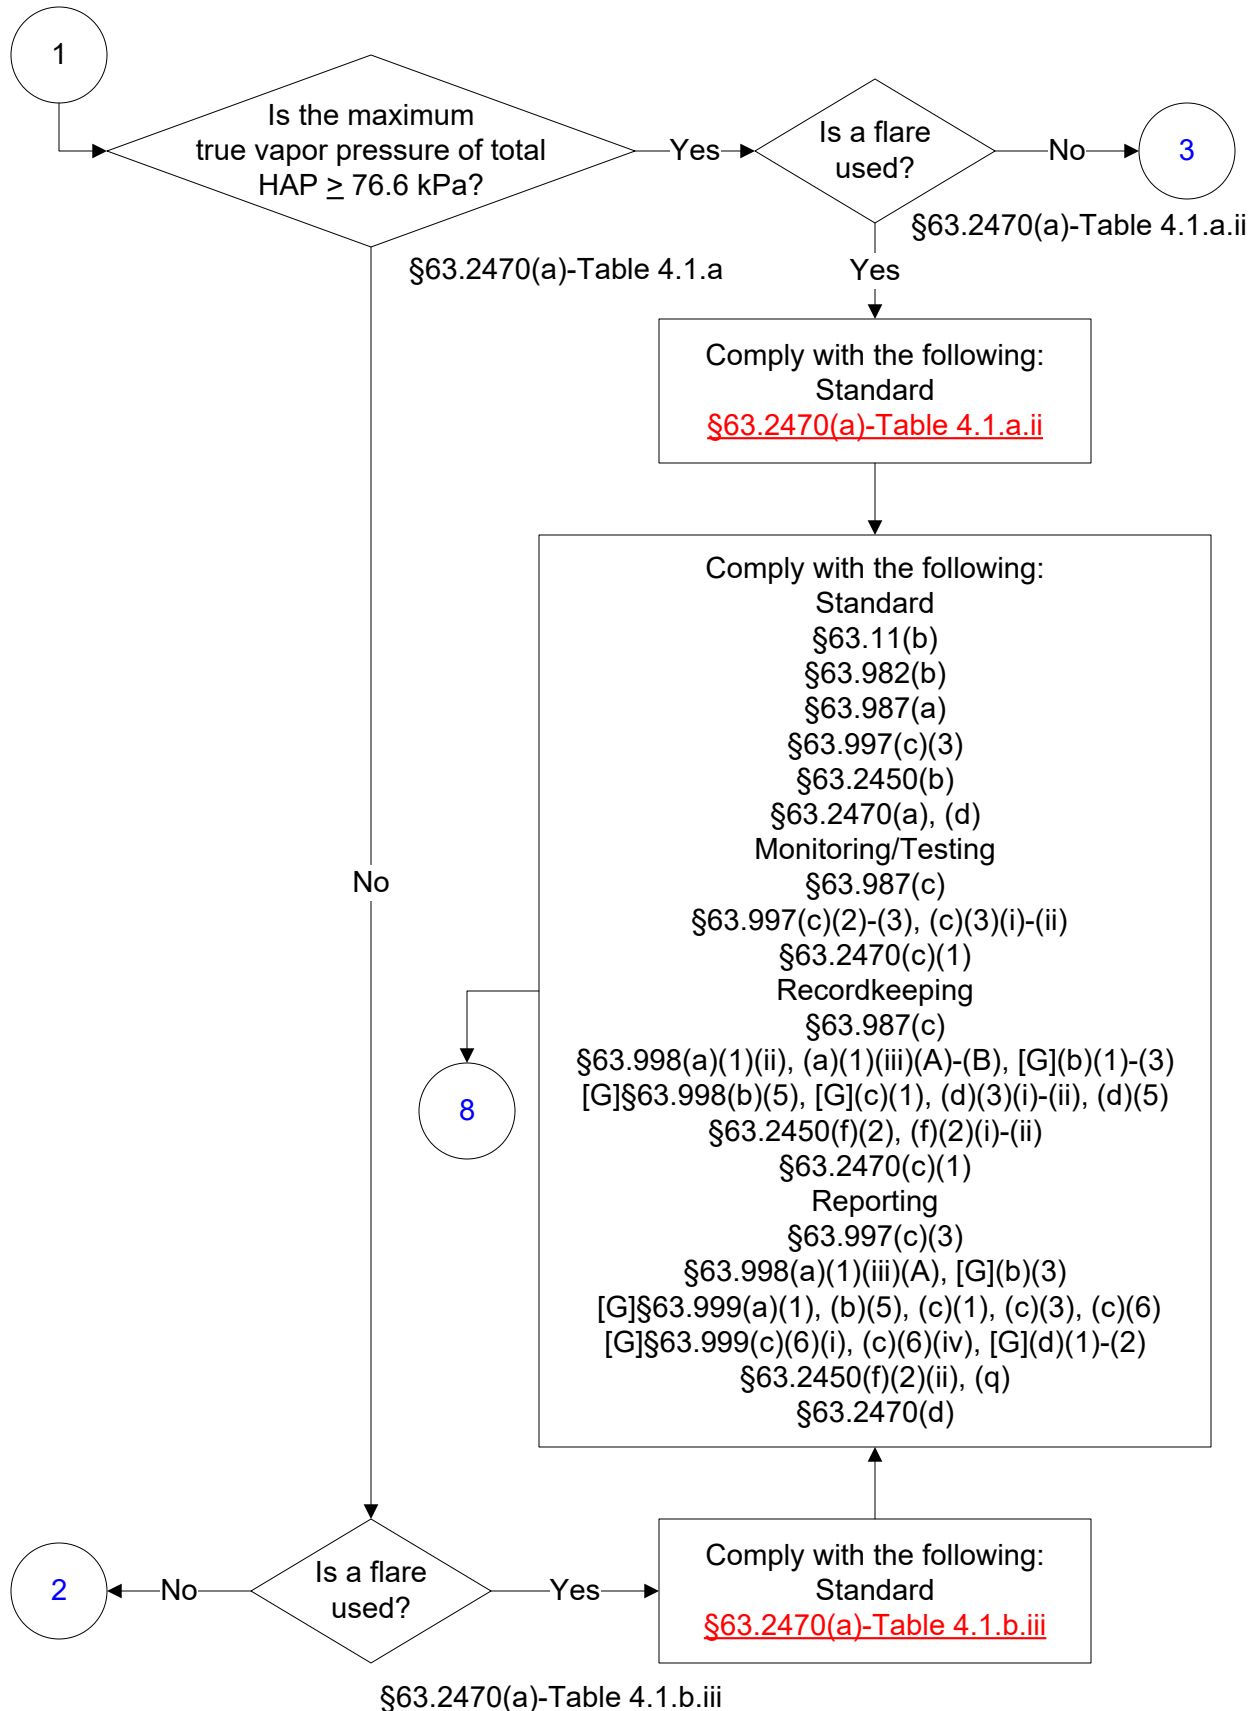 1
Is the maximum
true vapor pressure of total
HAP ≥ 76.6 kPa?
Yes
Is a flare
used?
No
3
§63.2470(a)-Table 4.1.a.ii
§63.2470(a)-Table 4.1.a
Yes
Comply with the following:
Standard
§63.2470(a)-Table 4.1.a.ii
Comply with the following:
Standard
§63.11(b)
§63.982(b)
§63.987(a)
§63.997(c)(3)
§63.2450(b)
§63.2470(a), (d)
Monitoring/Testing
§63.987(c)
§63.997(c)(2)-(3), (c)(3)(i)-(ii)
§63.2470(c)(1)
Recordkeeping
§63.987(c)
§63.998(a)(1)(ii), (a)(1)(iii)(A)-(B), [G](b)(1)-(3)
[G]§63.998(b)(5), [G](c)(1), (d)(3)(i)-(ii), (d)(5)
§63.2450(f)(2), (f)(2)(i)-(ii)
§63.2470(c)(1)
Reporting
§63.997(c)(3)
§63.998(a)(1)(iii)(A), [G](b)(3)
[G]§63.999(a)(1), (b)(5), (c)(1), (c)(3), (c)(6)
[G]§63.999(c)(6)(i), (c)(6)(iv), [G](d)(1)-(2)
§63.2450(f)(2)(ii), (q)
§63.2470(d)
No
8
2
No
Is a flare
used?
Yes
Comply with the following:
Standard
§63.2470(a)-Table 4.1.b.iii
§63.2470(a)-Table 4.1.b.iii